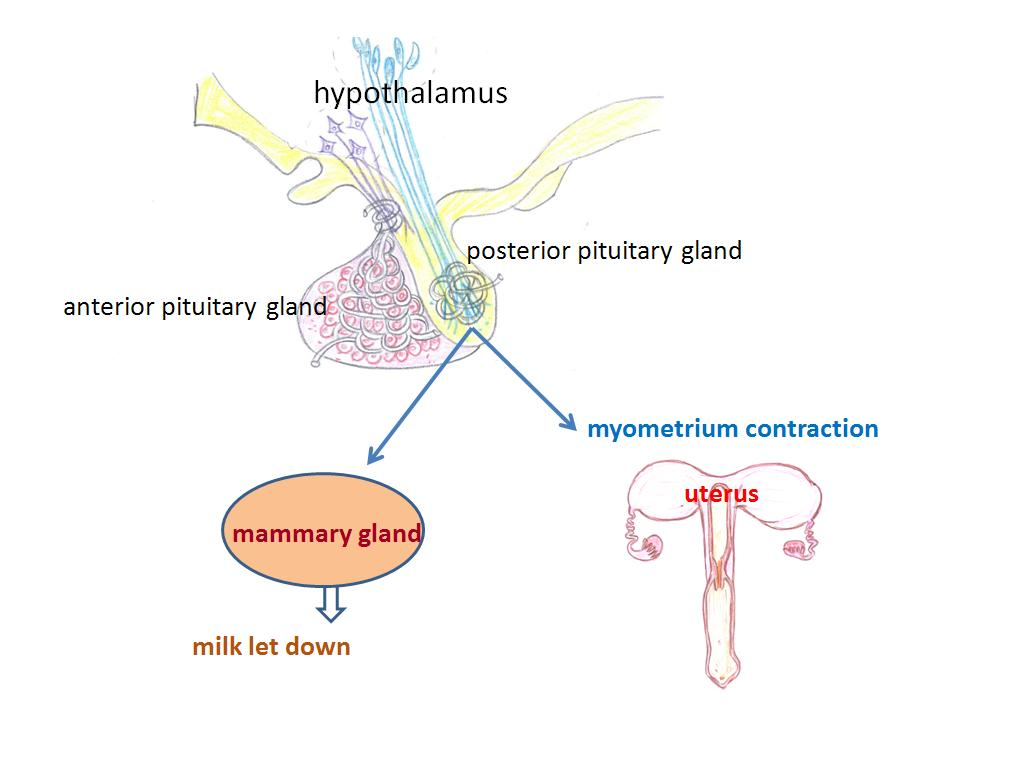 hypothalamus
posterior pituitary gland
anterior pituitary gland
myometrium contraction
uterus
mammary gland
milk let down